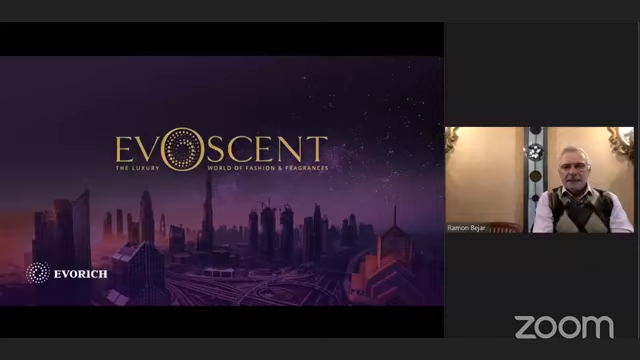 EVOSCENT
THE LUXURY WORLD OF FASHION & FRAGRANCES
EVORICH
Ramon Bejar
zoom